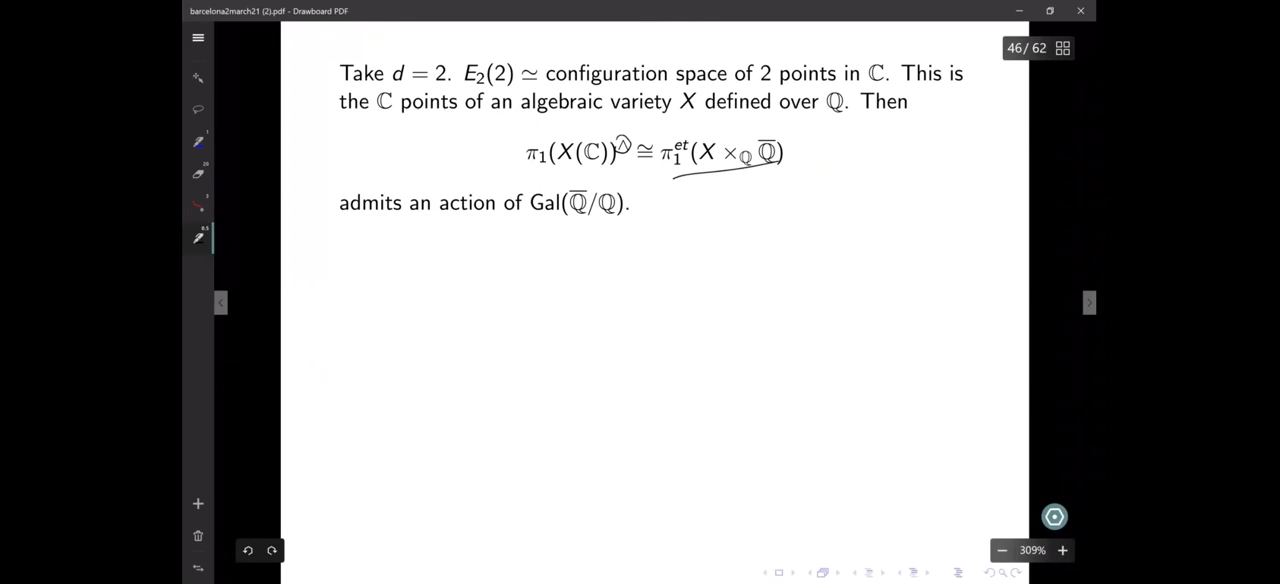 barcelona2march21 (2).pdf - Drawboard PDF
46 / 62
Take d = 2. E₂(2) ≃ configuration space of 2 points in ℂ. This is
the ℂ points of an algebraic variety X defined over ℚ. Then
π₁(X(ℂ))^∧ ≅ π₁^{et}(X ×_ℚ ℚ̅)
admits an action of Gal(ℚ̅/ℚ).
309%